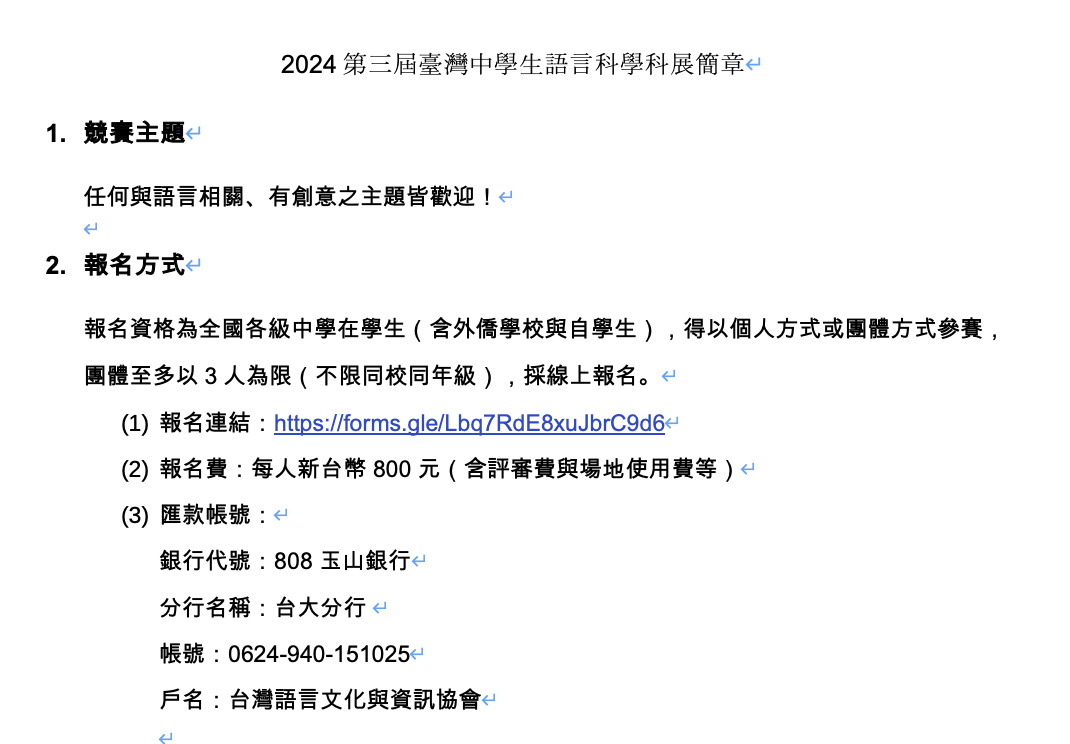 2024 第三屆臺灣中學生語言科學科展簡章
1. 競賽主題
任何與語言相關、有創意之主題皆歡迎！
2. 報名方式
報名資格為全國各級中學在學生（含外僑學校與自學生），得以個人方式或團體方式參賽，
團體至多以 3 人為限（不限同校同年級），採線上報名。
(1) 報名連結：https://forms.gle/Lbq7RdE8xuJbrC9d6
(2) 報名費：每人新台幣 800 元（含評審費與場地使用費等）
(3) 匯款帳號：
銀行代號：808 玉山銀行
分行名稱：台大分行
帳號：0624-940-151025
戶名：台灣語言文化與資訊協會